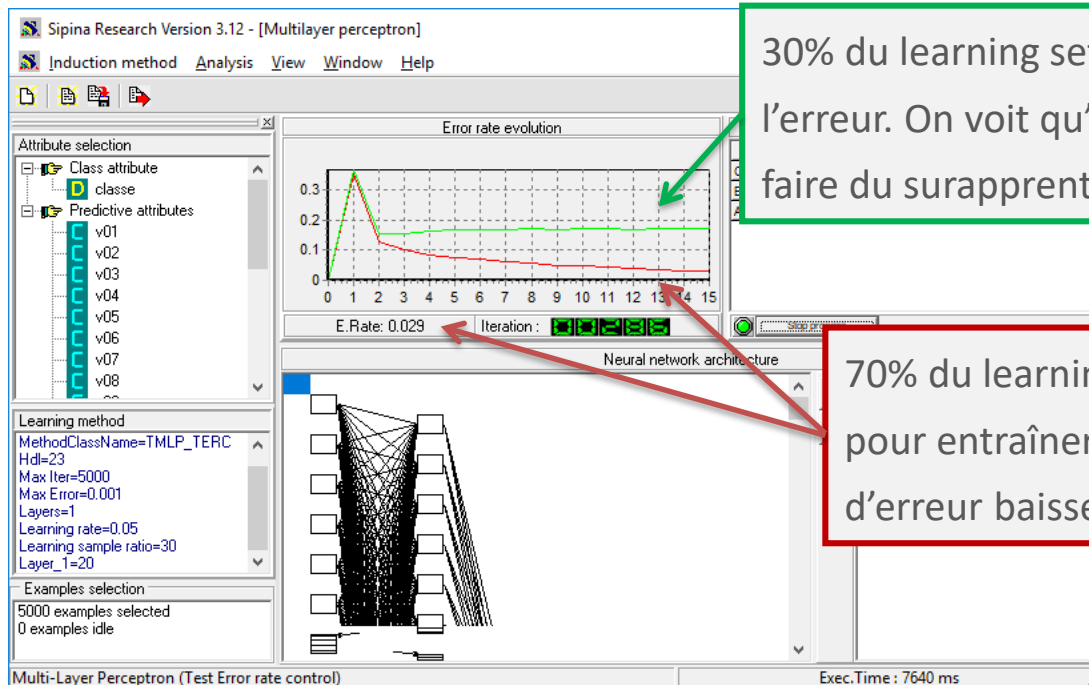 Sipina Research Version 3.12 - [Multilayer perceptron]
Induction method Analysis View Window Help
Attribute selection
Class attribute
classe
Predictive attributes
v01
v02
v03
v04
v05
v06
v07
v08
Learning method
MethodClassName=TMLP_TERC
Hdl=23
Max Iter=5000
Max Error=0.001
Layers=1
Learning rate=0.05
Learning sample ratio=30
Layer_1=20
Examples selection
5000 examples selected
0 examples idle
Error rate evolution
0.3
0.2
0.1
0
0 1 2 3 4 5 6 7 8 9 10 11 12 13 14 15
E.Rate: 0.029 Iteration :
Neural network architecture
30% du learning se
l’erreur. On voit qu’
faire du surapprent
70% du learnin
pour entraîner
d’erreur baisse
Multi-Layer Perceptron (Test Error rate control) Exec.Time : 7640 ms